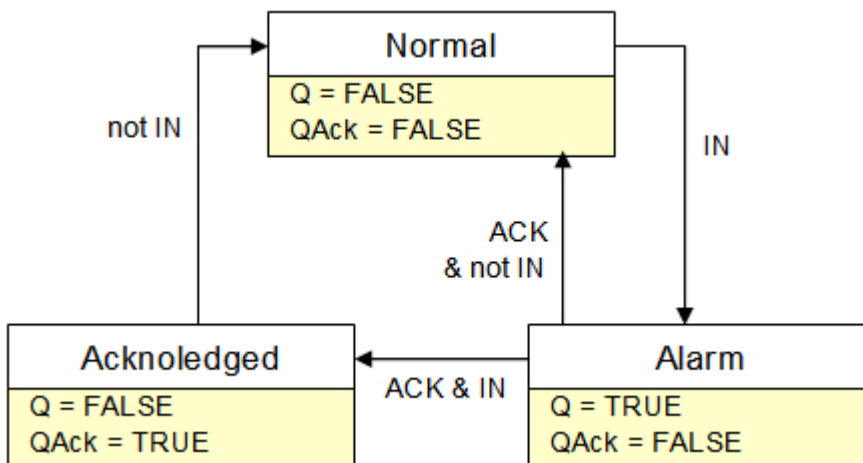 Normal
Q = FALSE
QAck = FALSE
not IN
IN
ACK
& not IN
Acknoledged
Q = FALSE
QAck = TRUE
ACK & IN
Alarm
Q = TRUE
QAck = FALSE